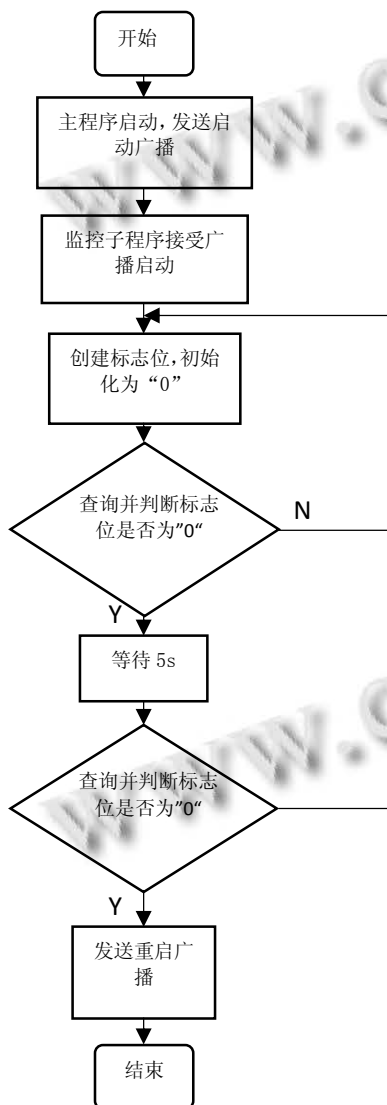 开始
主程序启动，发送启
动广播
监控子程序接受广
播启动
创建标志位,初始
化为“0”
查询并判断标志
位是否为”0“
N
Y
等待 5s
查询并判断标志
位是否为”0“
Y
发送重启广
播
结束